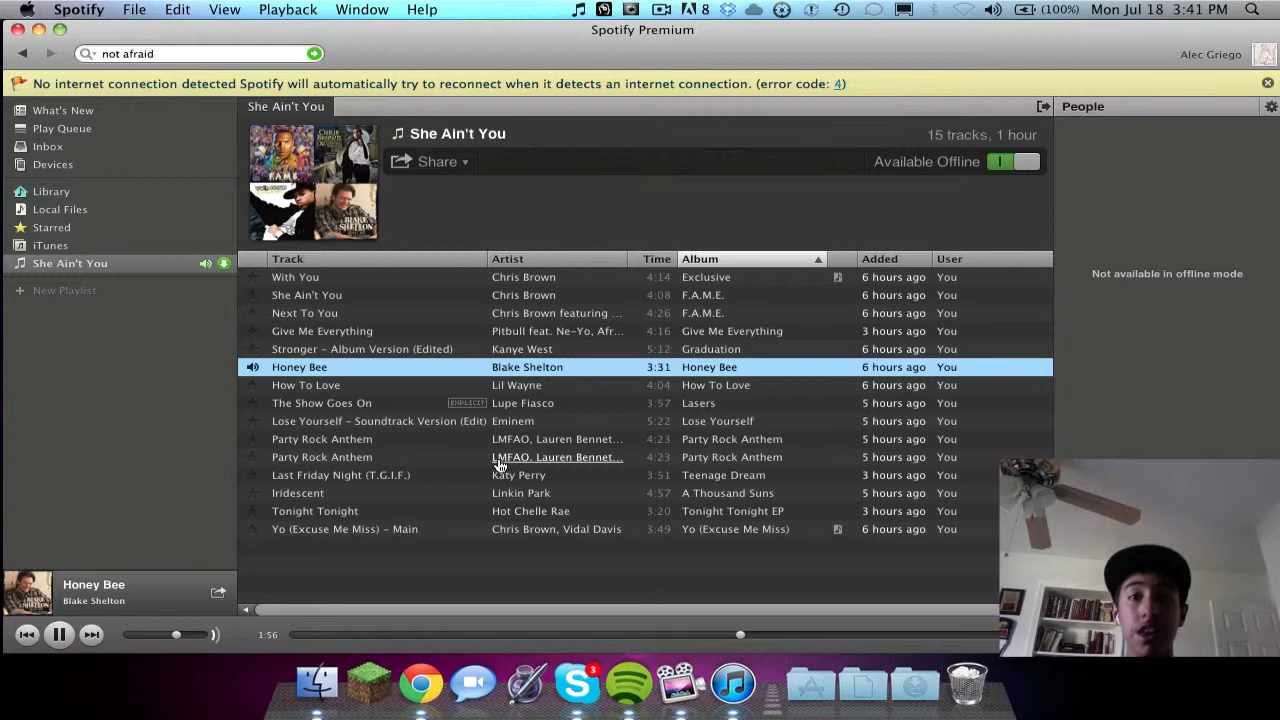 Spotify File Edit View Playback Window Help 8 (100%) Mon Jul 18 3:41 PM
Spotify Premium
not afraid Alec Griego
No internet connection detected Spotify will automatically try to reconnect when it detects an internet connection. (error code: 4)
What's New
Play Queue
Inbox
Devices
Library
Local Files
Starred
iTunes
She Ain't You
New Playlist
She Ain't You
She Ain't You 15 tracks, 1 hour
Share Available Offline
Track Artist Time Album Added User
With You Chris Brown 4:14 Exclusive 6 hours ago You
She Ain't You Chris Brown 4:08 F.A.M.E. 6 hours ago You
Next To You Chris Brown featuring ... 4:26 F.A.M.E. 6 hours ago You
Give Me Everything Pitbull feat. Ne-Yo, Afr... 4:16 Give Me Everything 3 hours ago You
Stronger – Album Version (Edited) Kanye West 5:12 Graduation 6 hours ago You
Honey Bee Blake Shelton 3:31 Honey Bee 6 hours ago You
How To Love Lil Wayne 4:04 How To Love 6 hours ago You
The Show Goes On EXPLICIT Lupe Fiasco 3:57 Lasers 5 hours ago You
Lose Yourself – Soundtrack Version (Edit) Eminem 5:22 Lose Yourself 5 hours ago You
Party Rock Anthem LMFAO, Lauren Bennet... 4:23 Party Rock Anthem 5 hours ago You
Party Rock Anthem LMFAO, Lauren Bennet... 4:23 Party Rock Anthem 5 hours ago You
Last Friday Night (T.G.I.F.) Katy Perry 3:51 Teenage Dream 3 hours ago You
Iridescent Linkin Park 4:57 A Thousand Suns 5 hours ago You
Tonight Tonight Hot Chelle Rae 3:20 Tonight Tonight EP 3 hours ago You
Yo (Excuse Me Miss) – Main Chris Brown, Vidal Davis 3:49 Yo (Excuse Me Miss) 6 hours ago You
People
Not available in offline mode
Honey Bee
Blake Shelton
1:56
3